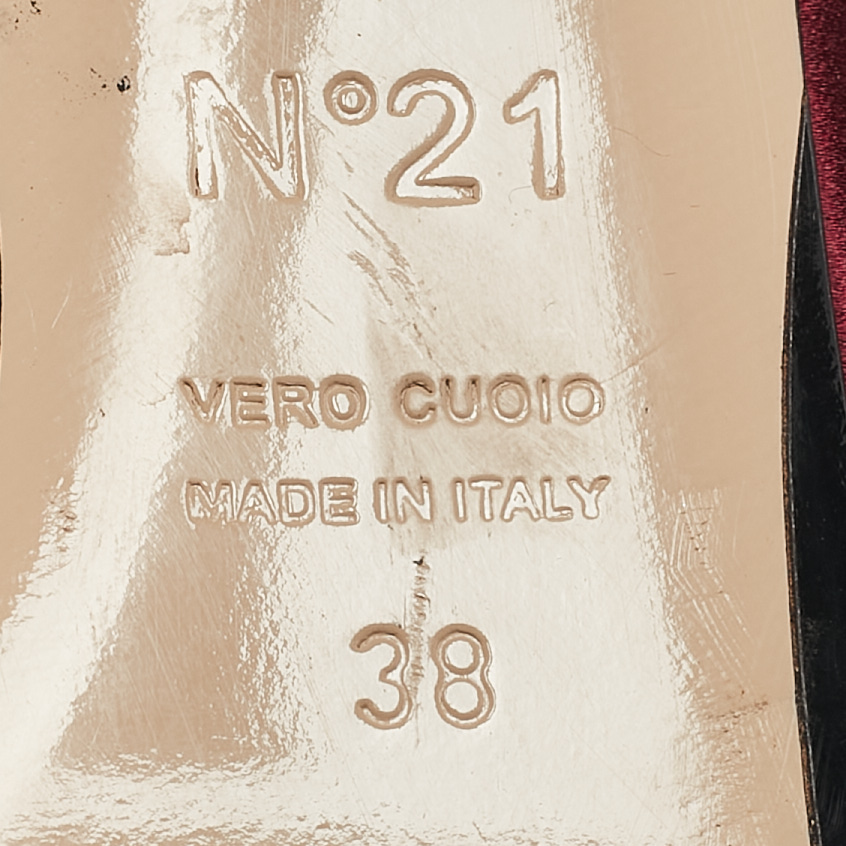 N°21
VERO CUOIO
MADE IN ITALY
38